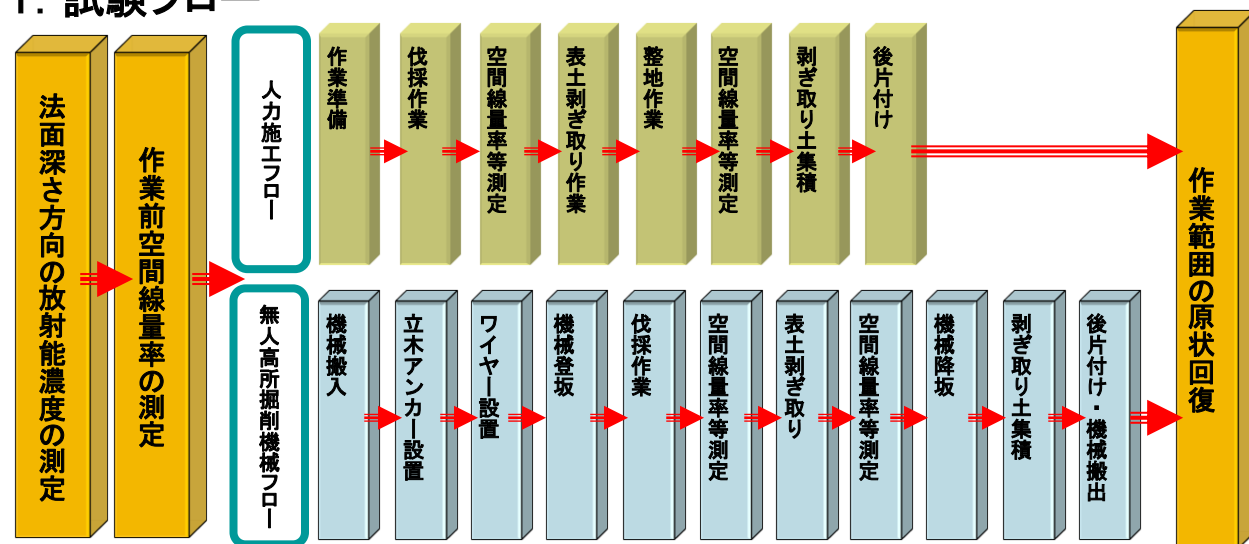 1. 試験フロー
法面深さ方向の放射能濃度の測定
作業前空間線量率の測定
人力施工フロー
作業準備
伐採作業
空間線量率等測定
表土剥ぎ取り作業
整地作業
空間線量率等測定
剥ぎ取り土集積
後片付け
無人高所掘削機械フロー
機械搬入
立木アンカー設置
ワイヤー設置
機械登坂
伐採作業
空間線量率等測定
表土剥ぎ取り
空間線量率等測定
機械降坂
剥ぎ取り土集積
後片付け・機械搬出
作業範囲の原状回復